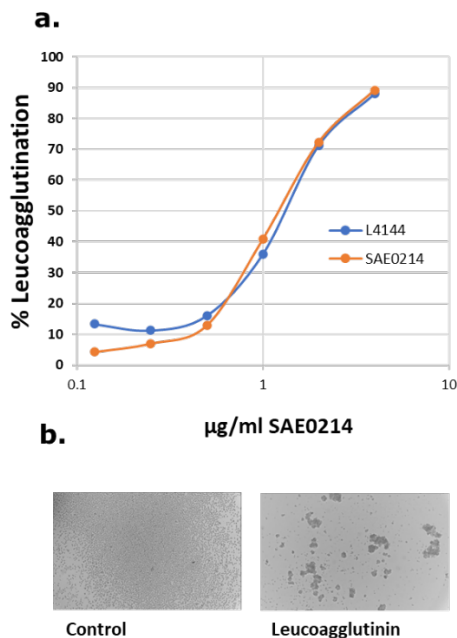 a.
% Leucoagglutination
100
90
80
70
60
50
40
30
20
10
0
L4144
SAE0214
0.1
1
10
µg/ml SAE0214
b.
Control
Leucoagglutinin